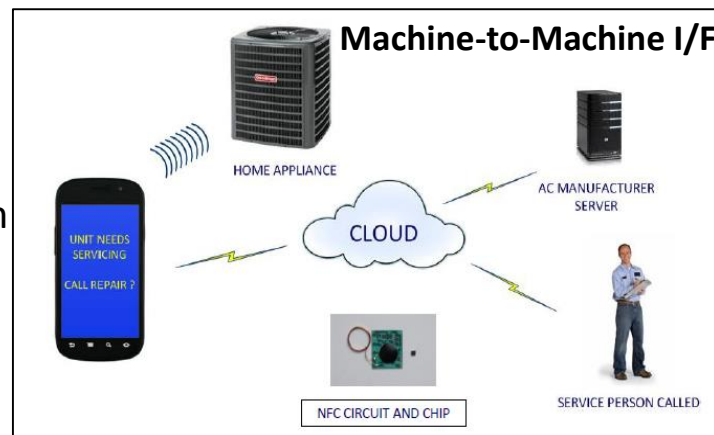 Machine-to-Machine I/F
HOME APPLIANCE
AC MANUFACTURER
SERVER
UNIT NEEDS
SERVICING
CALL REPAIR ?
CLOUD
NFC CIRCUIT AND CHIP
SERVICE PERSON CALLED